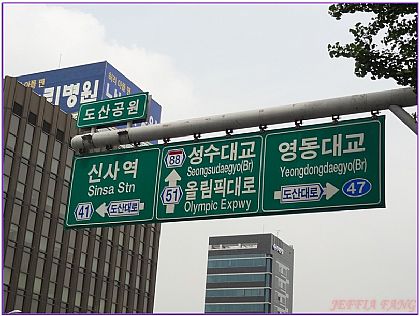 키병원
도산공원
신사역
Sinsa Stn
41 도산대로
88 성수대교
Seongsudaegyo(Br)
51 올림픽대로
Olympic Expwy
영동대교
Yeongdongdaegyo(Br)
도산대로 47
JEFFIA FANG